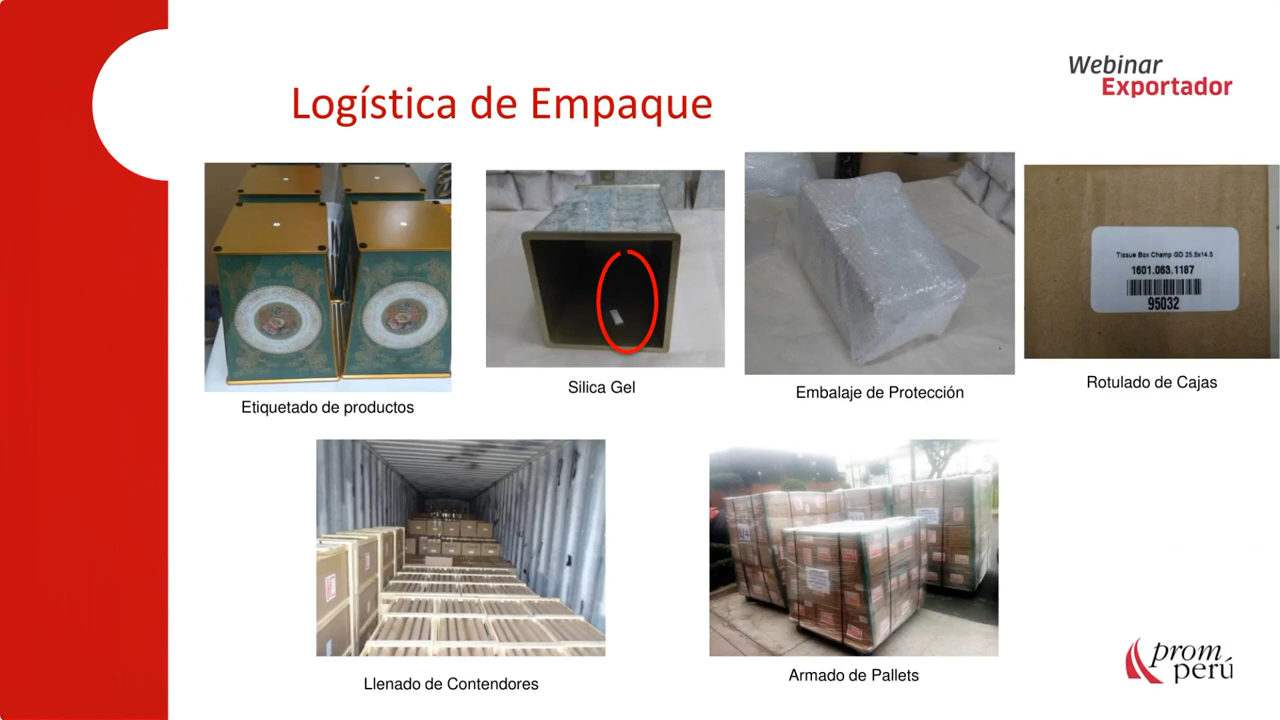 Webinar
Exportador
Logística de Empaque
Tissue Box Champ GD 25.5x14.5
1601.063.1187
95032
Etiquetado de productos
Silica Gel
Embalaje de Protección
Rotulado de Cajas
Llenado de Contendores
Armado de Pallets
prom
perú